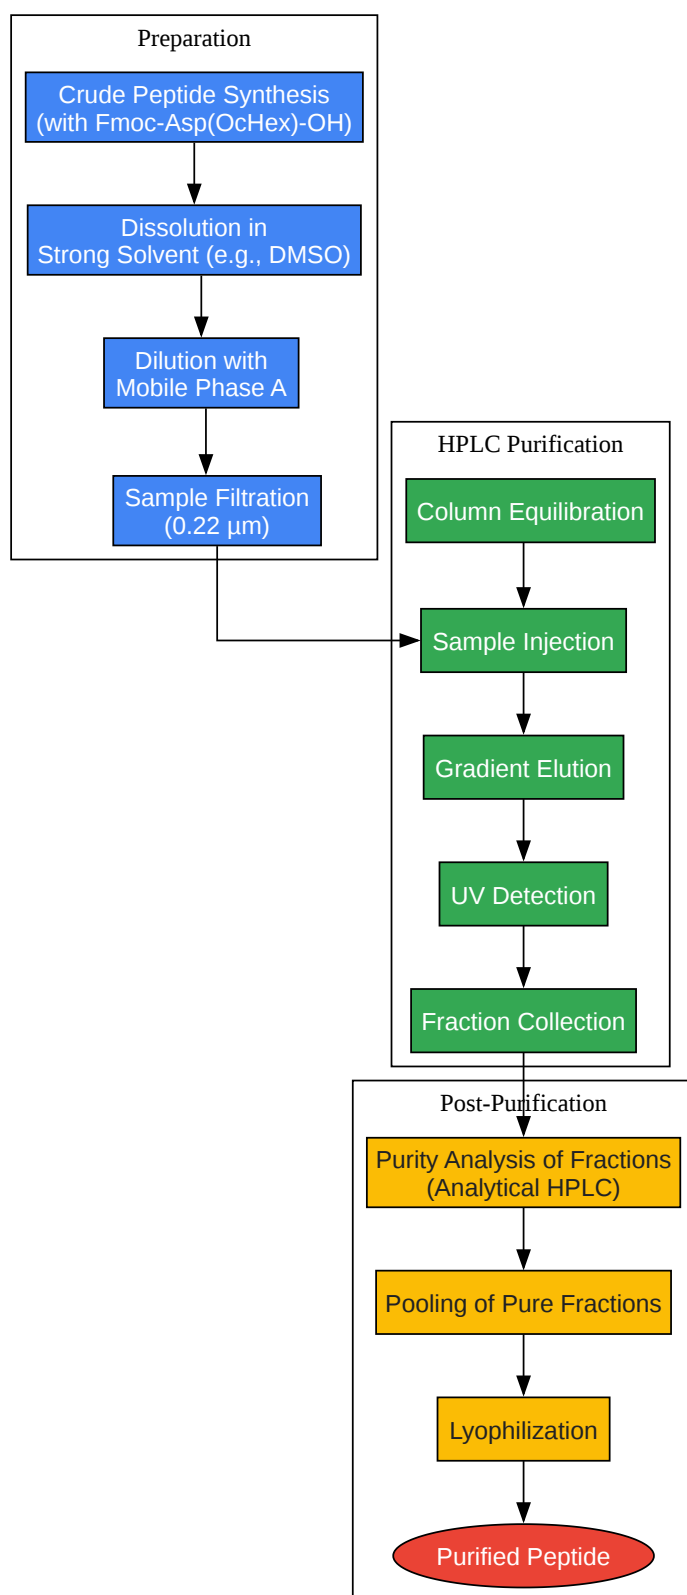 Preparation
Crude Peptide Synthesis
(with Fmoc-Asp(OcHex)-OH)
Dissolution in
Strong Solvent (e.g., DMSO)
Dilution with
Mobile Phase A
Sample Filtration
(0.22 µm)
HPLC Purification
Column Equilibration
Sample Injection
Gradient Elution
UV Detection
Fraction Collection
Post-Purification
Purity Analysis of Fractions
(Analytical HPLC)
Pooling of Pure Fractions
Lyophilization
Purified Peptide